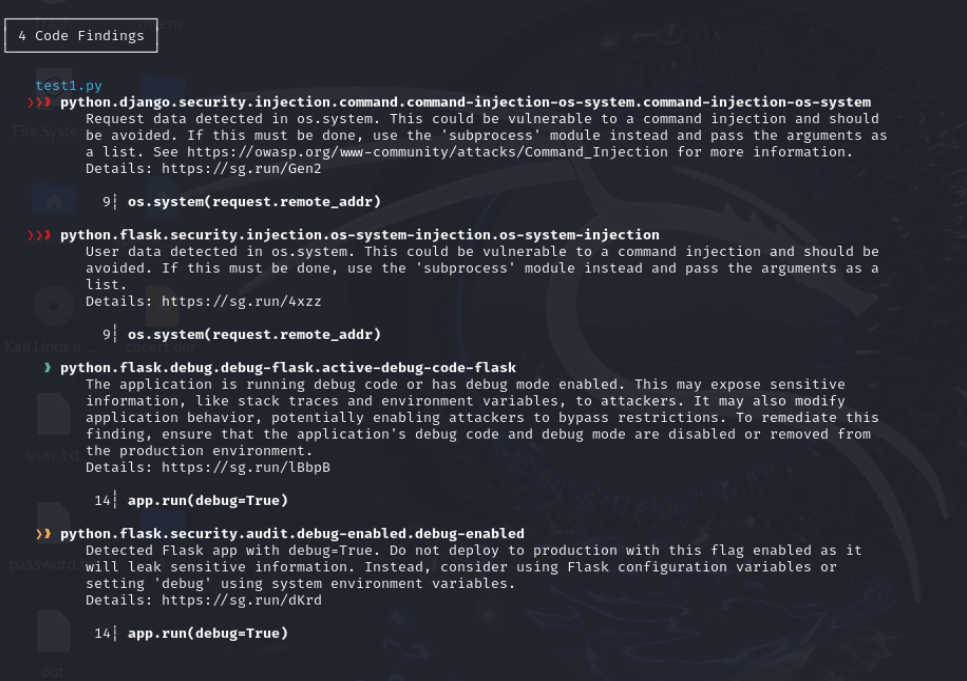 4 Code Findings
test1.py
❯❯❱ python.django.security.injection.command.command-injection-os-system.command-injection-os-system
Request data detected in os.system. This could be vulnerable to a command injection and should
be avoided. If this must be done, use the 'subprocess' module instead and pass the arguments as
a list. See https://owasp.org/www-community/attacks/Command_Injection for more information.
Details: https://sg.run/Gen2
9┆ os.system(request.remote_addr)
❯❯❱ python.flask.security.injection.os-system-injection.os-system-injection
User data detected in os.system. This could be vulnerable to a command injection and should be
avoided. If this must be done, use the 'subprocess' module instead and pass the arguments as a
list.
Details: https://sg.run/4xzz
9┆ os.system(request.remote_addr)
❱ python.flask.debug.debug-flask.active-debug-code-flask
The application is running debug code or has debug mode enabled. This may expose sensitive
information, like stack traces and environment variables, to attackers. It may also modify
application behavior, potentially enabling attackers to bypass restrictions. To remediate this
finding, ensure that the application's debug code and debug mode are disabled or removed from
the production environment.
Details: https://sg.run/lBbpB
14┆ app.run(debug=True)
❯❱ python.flask.security.audit.debug-enabled.debug-enabled
Detected Flask app with debug=True. Do not deploy to production with this flag enabled as it
will leak sensitive information. Instead, consider using Flask configuration variables or
setting 'debug' using system environment variables.
Details: https://sg.run/dKrd
14┆ app.run(debug=True)
File System
Kali Linux a...
cacert.der
user.txt
out